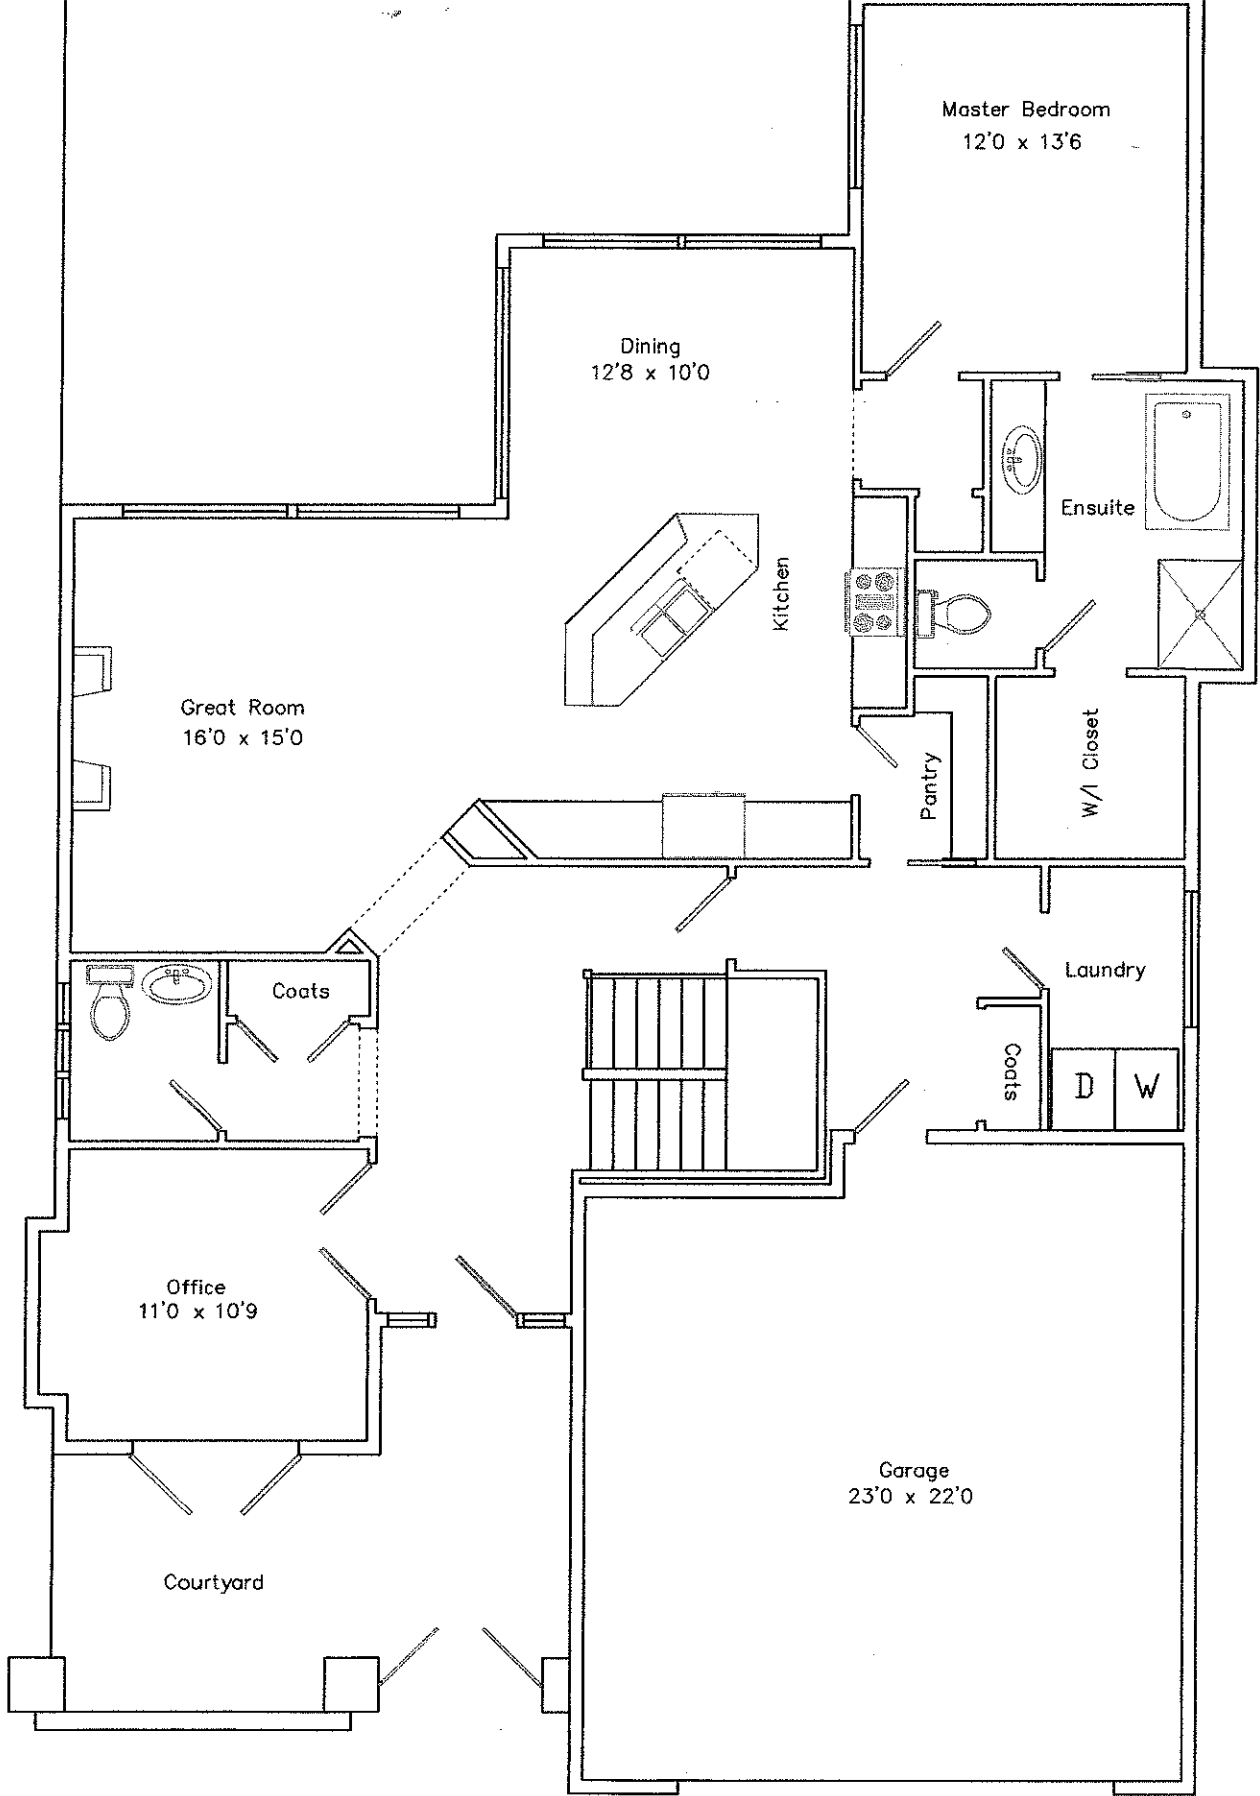 Master Bedroom
12'0 x 13'6
Dining
12'8 x 10'0
Ensuite
Kitchen
Great Room
16'0 x 15'0
W/I Closet
Pantry
Laundry
Coats
Coats
D
W
Office
11'0 x 10'9
Garage
23'0 x 22'0
Courtyard